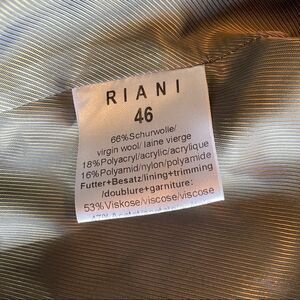 RIANI
46
66%Schurwolle/
virgin wool/ laine vierge
18%Polyacryl/acrylic/acrylique
16%Polyamid/nylon/polyamide
Futter+Besatz/lining+trimming
/doublure+garniture:
53%Viskose/viscose/viscose